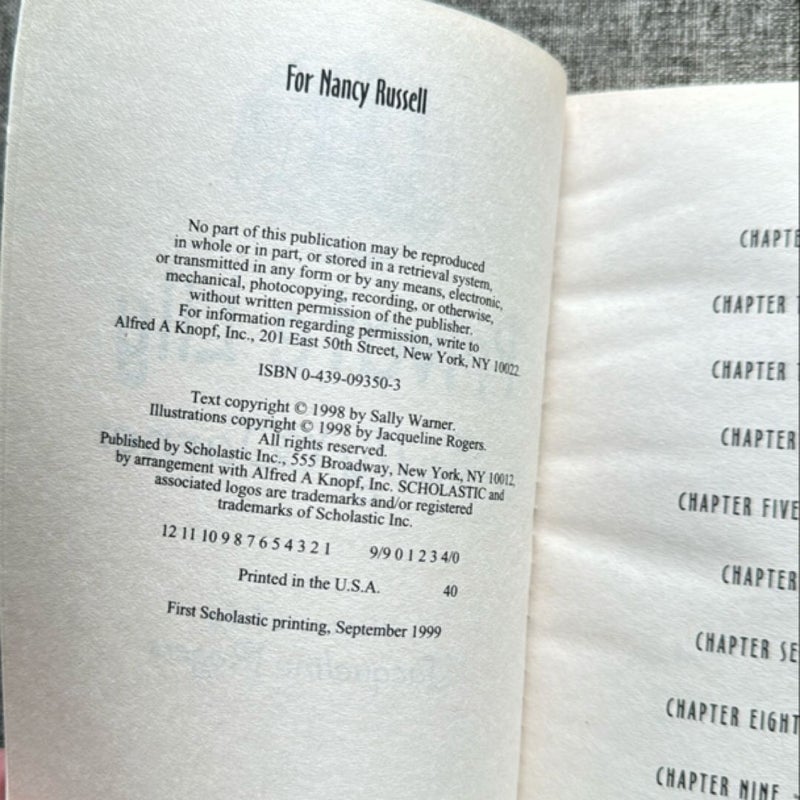 For Nancy Russell
No part of this publication may be reproduced
in whole or in part, or stored in a retrieval system,
or transmitted in any form or by any means, electronic,
mechanical, photocopying, recording, or otherwise,
without written permission of the publisher.
For information regarding permission, write to
Alfred A Knopf, Inc., 201 East 50th Street, New York, NY 10022.
ISBN 0-439-09350-3
Text copyright © 1998 by Sally Warner.
Illustrations copyright © 1998 by Jacqueline Rogers.
All rights reserved.
Published by Scholastic Inc., 555 Broadway, New York, NY 10012,
by arrangement with Alfred A Knopf, Inc. SCHOLASTIC and
associated logos are trademarks and/or registered
trademarks of Scholastic Inc.
12 11 10 9 8 7 6 5 4 3 2 1 9/9 0 1 2 3 4/0
Printed in the U.S.A. 40
First Scholastic printing, September 1999
CHAPTE
CHAPTER T
CHAPTER T
CHAPTER
CHAPTER FIVE
CHAPTER
CHAPTER SE
CHAPTER EIGHT
CHAPTER NINE